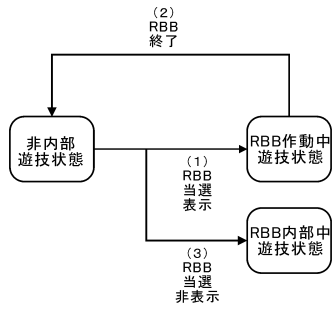 (2)
RBB
終了
非内部
遊技状態
RBB作動中
遊技状態
(1)
RBB
当選
表示
RBB内部中
遊技状態
(3)
RBB
当選
非表示